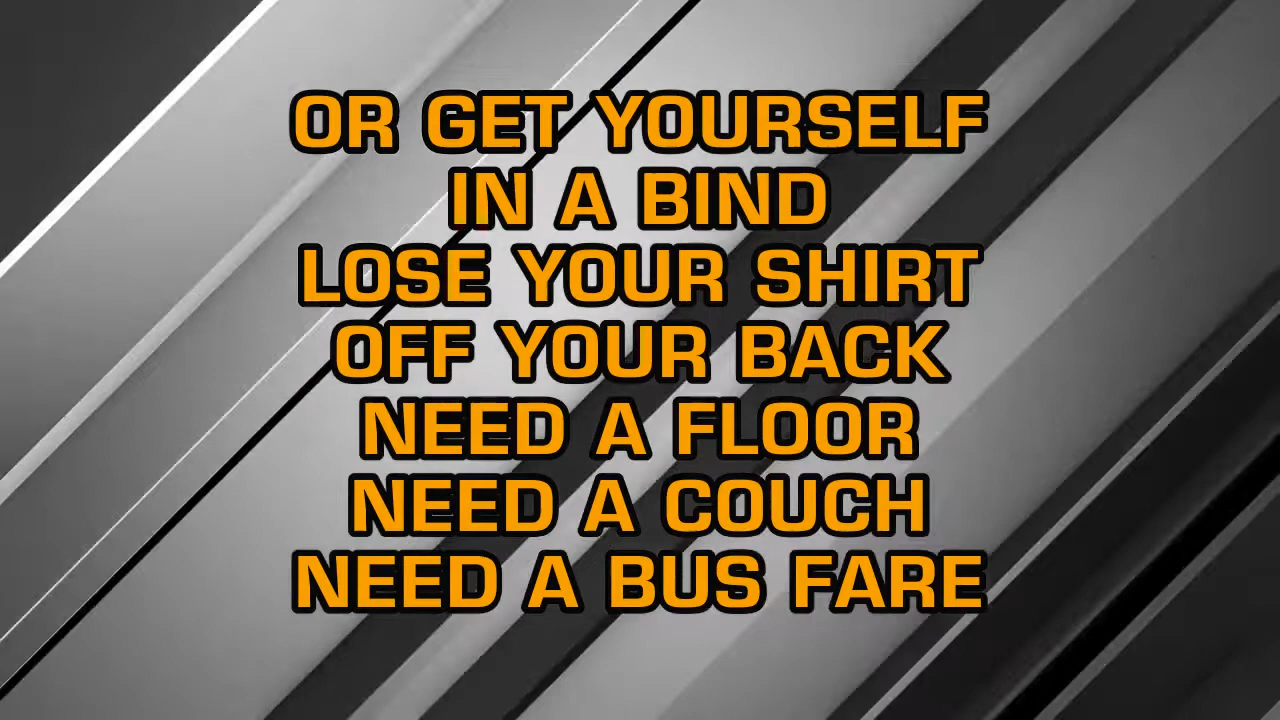 OR GET YOURSELF
IN A BIND
LOSE YOUR SHIRT
OFF YOUR BACK
NEED A FLOOR
NEED A COUCH
NEED A BUS FARE